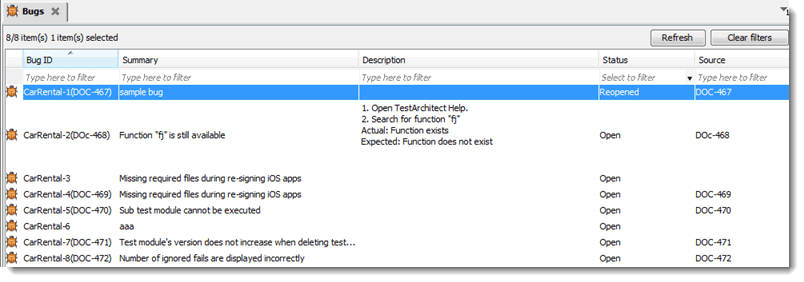 Bugs
8/8 item(s) 1 item(s) selected Refresh Clear filters
Bug ID Summary Description Status Source
Type here to filter Type here to filter Type here to filter Select to filter Type here to filter
CarRental-1(DOC-467) sample bug Reopened DOC-467
1. Open TestArchitect Help.
2. Search for function "fj"
CarRental-2(DOc-468) Function "fj" is still available Open DOc-468
Actual: Function exists
Expected: Function does not exist
CarRental-3 Missing required files during re-signing iOS apps Open
CarRental-4(DOC-469) Missing required files during re-signing iOS apps Open DOC-469
CarRental-5(DOC-470) Sub test module cannot be executed Open DOC-470
CarRental-6 aaa Open
CarRental-7(DOC-471) Test module's version does not increase when deleting test... Open DOC-471
CarRental-8(DOC-472) Number of ignored fails are displayed incorrectly Open DOC-472